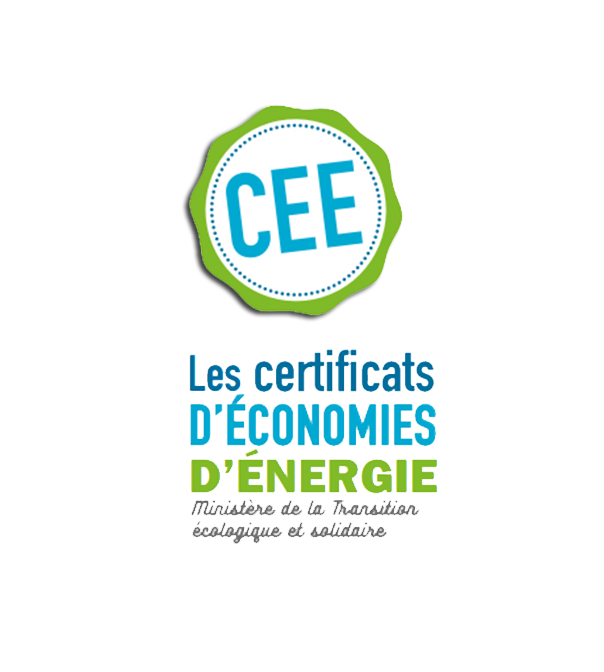 CEE
Les certificats
D'ÉCONOMIES
D'ÉNERGIE
Ministère de la Transition
écologique et solidaire